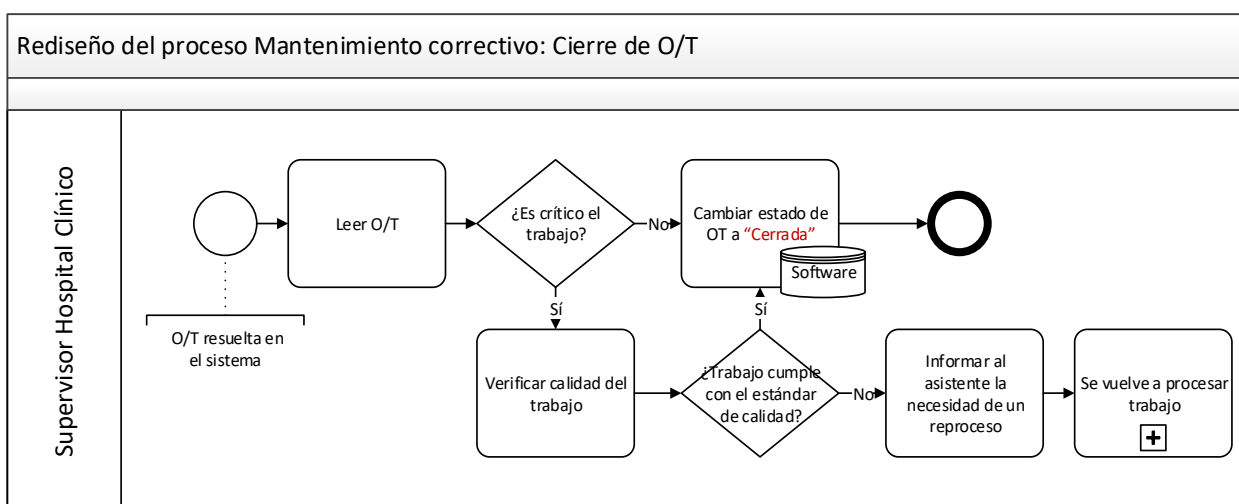 Rediseño del proceso Mantenimiento correctivo: Cierre de O/T
Supervisor Hospital Clínico
O/T resuelta en
el sistema
Leer O/T
¿Es crítico el
trabajo?
No
Cambiar estado de
OT a “Cerrada”
Software
Sí
Verificar calidad del
trabajo
Sí
¿Trabajo cumple
con el estándar
de calidad?
No
Informar al
asistente la
necesidad de un
reproceso
Se vuelve a procesar
trabajo